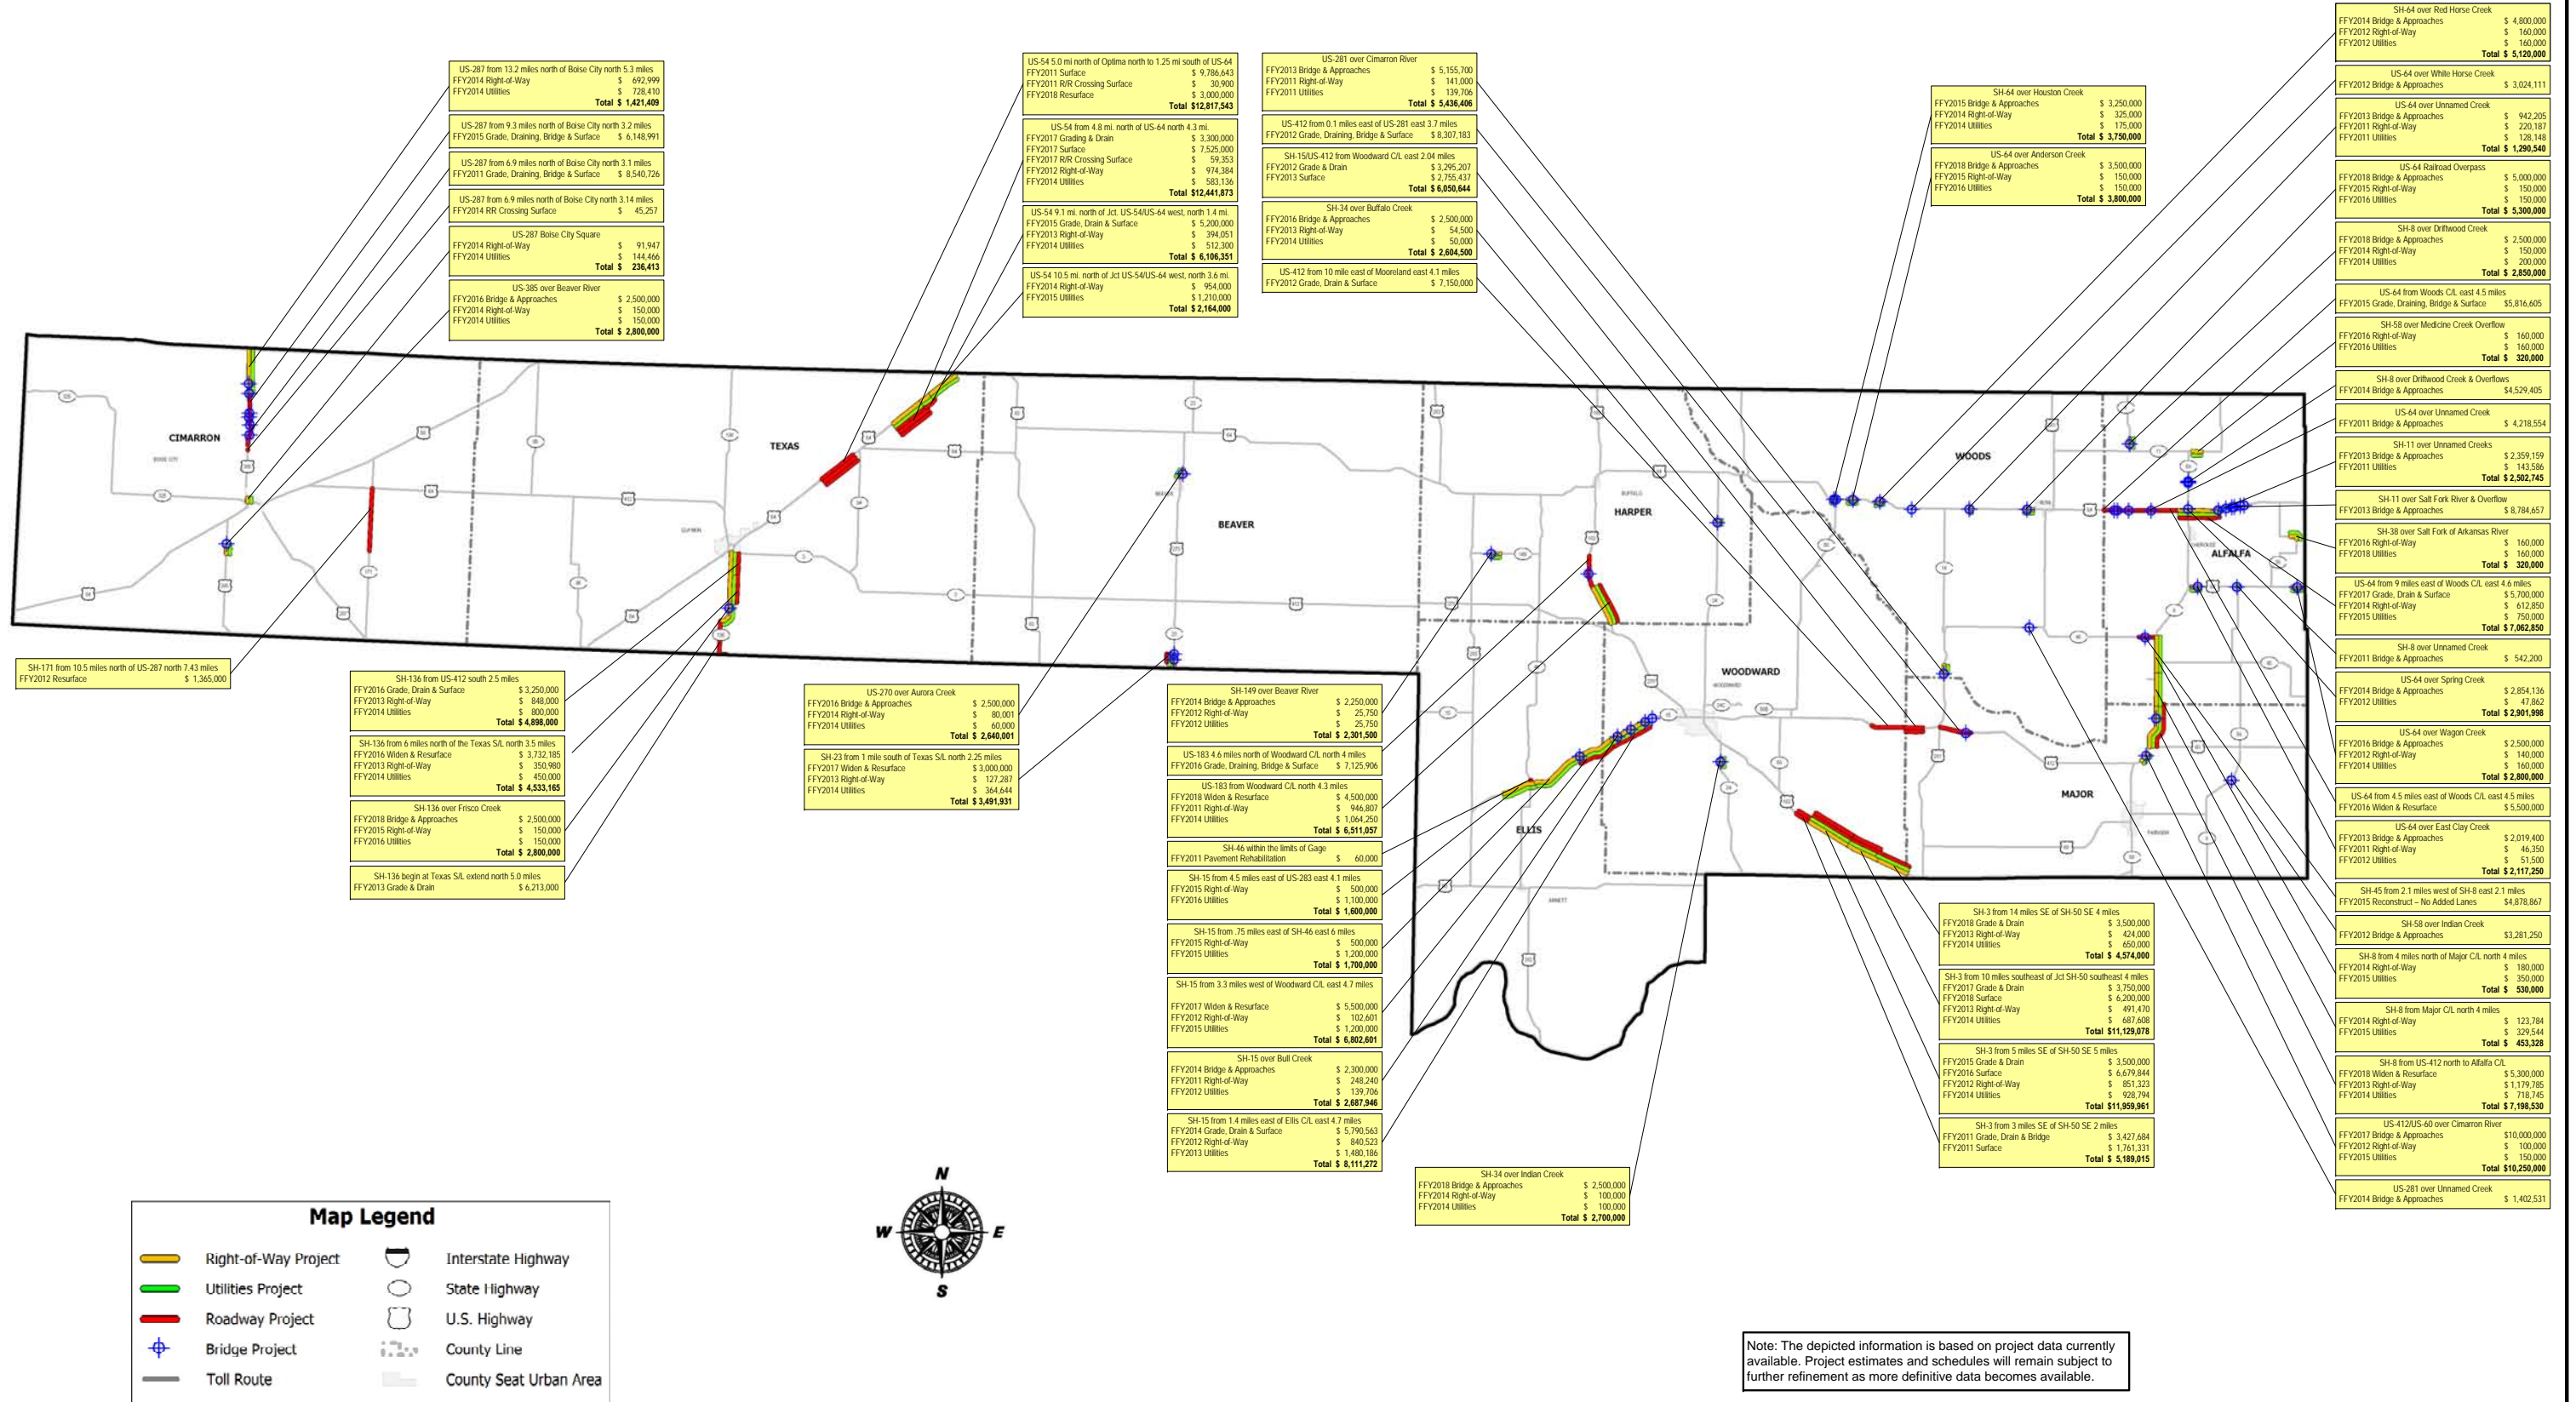 US-287 from 13.2 miles north of Boise City north 5.3 miles
FFY2014 Right-of-Way $ 692,999
FFY2014 Utilities $ 728,410
Total $ 1,421,409
US-287 from 9.3 miles north of Boise City north 3.2 miles
FFY2015 Grade, Draining, Bridge & Surface $ 6,148,991
US-287 from 6.9 miles north of Boise City north 3.1 miles
FFY2011 Grade, Draining, Bridge & Surface $ 8,540,726
US-287 from 6.9 miles north of Boise City north 3.14 miles
FFY2014 RR Crossing Surface $ 45,257
US-287 Boise City Square
FFY2014 Right-of-Way $ 91,947
FFY2014 Utilities $ 144,466
Total $ 236,413
US-385 over Beaver River
FFY2016 Bridge & Approaches $ 2,500,000
FFY2014 Right-of-Way $ 150,000
FFY2014 Utilities $ 150,000
Total $ 2,800,000
US-54 5.0 mi north of Optima north to 1.25 mi south of US-64
FFY2011 Surface $ 9,786,643
FFY2011 R/R Crossing Surface $ 30,900
FFY2018 Resurface $ 3,000,000
Total $12,817,543
US-54 from 4.8 mi. north of US-64 north 4.3 mi.
FFY2017 Grading & Drain $ 3,300,000
FFY2017 Surface $ 7,525,000
FFY2017 R/R Crossing Surface $ 59,353
FFY2012 Right-of-Way $ 974,384
FFY2014 Utilities $ 583,136
Total $12,441,873
US-54 9.1 mi. north of Jct. US-54/US-64 west, north 1.4 mi.
FFY2015 Grade, Drain & Surface $ 5,200,000
FFY2013 Right-of-Way $ 394,051
FFY2014 Utilities $ 512,300
Total $ 6,106,351
US-54 10.5 mi. north of Jct US-54/US-64 west, north 3.6 mi.
FFY2014 Right-of-Way $ 954,000
FFY2015 Utilities $ 1,210,000
Total $ 2,164,000
US-281 over Cimarron River
FFY2013 Bridge & Approaches $ 5,155,700
FFY2011 Right-of-Way $ 141,000
FFY2011 Utilities $ 139,706
Total $ 5,436,406
US-412 from 0.1 miles east of US-281 east 3.7 miles
FFY2012 Grade, Draining, Bridge & Surface $ 8,307,183
SH-15/US-412 from Woodward C/L east 2.04 miles
FFY2012 Grade & Drain $ 3,295,207
FFY2013 Surface $ 2,755,437
Total $ 6,050,644
SH-34 over Buffalo Creek
FFY2016 Bridge & Approaches $ 2,500,000
FFY2013 Right-of-Way $ 54,500
FFY2014 Utilities $ 50,000
Total $ 2,604,500
US-412 from 10 mile east of Mooreland east 4.1 miles
FFY2012 Grade, Drain & Surface $ 7,150,000
SH-64 over Houston Creek
FFY2015 Bridge & Approaches $ 3,250,000
FFY2014 Right-of-Way $ 325,000
FFY2014 Utilities $ 175,000
Total $ 3,750,000
US-64 over Anderson Creek
FFY2018 Bridge & Approaches $ 3,500,000
FFY2015 Right-of-Way $ 150,000
FFY2016 Utilities $ 150,000
Total $ 3,800,000
SH-64 over Red Horse Creek
FFY2014 Bridge & Approaches $ 4,800,000
FFY2012 Right-of-Way $ 160,000
FFY2012 Utilities $ 160,000
Total $ 5,120,000
US-64 over White Horse Creek
FFY2012 Bridge & Approaches $ 3,024,111
US-64 over Unnamed Creek
FFY2013 Bridge & Approaches $ 942,205
FFY2011 Right-of-Way $ 220,187
FFY2011 Utilities $ 128,148
Total $ 1,290,540
US-64 Railroad Overpass
FFY2018 Bridge & Approaches $ 5,000,000
FFY2015 Right-of-Way $ 150,000
FFY2016 Utilities $ 150,000
Total $ 5,300,000
SH-8 over Driftwood Creek
FFY2018 Bridge & Approaches $ 2,500,000
FFY2014 Right-of-Way $ 150,000
FFY2014 Utilities $ 200,000
Total $ 2,850,000
US-64 from Woods C/L east 4.5 miles
FFY2015 Grade, Draining, Bridge & Surface $5,816,605
SH-58 over Medicine Creek Overflow
FFY2016 Right-of-Way $ 160,000
FFY2016 Utilities $ 160,000
Total $ 320,000
SH-8 over Driftwood Creek & Overflows
FFY2014 Bridge & Approaches $4,529,405
US-64 over Unnamed Creek
FFY2011 Bridge & Approaches $ 4,218,554
SH-11 over Unnamed Creeks
FFY2013 Bridge & Approaches $ 2,359,159
FFY2011 Utilities $ 143,586
Total $ 2,502,745
SH-11 over Salt Fork River & Overflow
FFY2013 Bridge & Approaches $ 8,784,657
SH-38 over Salt Fork of Arkansas River
FFY2016 Right-of-Way $ 160,000
FFY2018 Utilities $ 160,000
Total $ 320,000
US-64 from 9 miles east of Woods C/L east 4.6 miles
FFY2017 Grade, Drain & Surface $ 5,700,000
FFY2014 Right-of-Way $ 612,850
FFY2015 Utilities $ 750,000
Total $ 7,062,850
SH-8 over Unnamed Creek
FFY2011 Bridge & Approaches $ 542,200
US-64 over Spring Creek
FFY2014 Bridge & Approaches $ 2,854,136
FFY2012 Utilities $ 47,862
Total $ 2,901,998
US-64 over Wagon Creek
FFY2016 Bridge & Approaches $ 2,500,000
FFY2012 Right-of-Way $ 140,000
FFY2014 Utilities $ 160,000
Total $ 2,800,000
US-64 from 4.5 miles east of Woods C/L east 4.5 miles
FFY2016 Widen & Resurface $ 5,500,000
US-64 over East Clay Creek
FFY2013 Bridge & Approaches $ 2,019,400
FFY2011 Right-of-Way $ 46,350
FFY2012 Utilities $ 51,500
Total $ 2,117,250
SH-45 from 2.1 miles west of SH-8 east 2.1 miles
FFY2015 Reconstruct – No Added Lanes $4,878,867
SH-58 over Indian Creek
FFY2012 Bridge & Approaches $3,281,250
SH-8 from 4 miles north of Major C/L north 4 miles
FFY2014 Right-of-Way $ 180,000
FFY2015 Utilities $ 350,000
Total $ 530,000
SH-8 from Major C/L north 4 miles
FFY2014 Right-of-Way $ 123,784
FFY2015 Utilities $ 329,544
Total $ 453,328
SH-8 from US-412 north to Alfalfa C/L
FFY2018 Widen & Resurface $ 5,300,000
FFY2013 Right-of-Way $ 1,179,785
FFY2014 Utilities $ 718,745
Total $ 7,198,530
US-412/US-60 over Cimarron River
FFY2017 Bridge & Approaches $10,000,000
FFY2012 Right-of-Way $ 100,000
FFY2015 Utilities $ 150,000
Total $10,250,000
US-281 over Unnamed Creek
FFY2014 Bridge & Approaches $ 1,402,531
CIMARRON
TEXAS
BEAVER
HARPER
WOODS
ALFALFA
WOODWARD
MAJOR
ELLIS
SH-171 from 10.5 miles north of US-287 north 7.43 miles
FFY2012 Resurface $ 1,365,000
SH-136 from US-412 south 2.5 miles
FFY2016 Grade, Drain & Surface $ 3,250,000
FFY2013 Right-of-Way $ 848,000
FFY2014 Utilities $ 800,000
Total $ 4,898,000
SH-136 from 6 miles north of the Texas S/L north 3.5 miles
FFY2016 Widen & Resurface $ 3,732,185
FFY2013 Right-of-Way $ 350,980
FFY2014 Utilities $ 450,000
Total $ 4,533,165
SH-136 over Frisco Creek
FFY2018 Bridge & Approaches $ 2,500,000
FFY2015 Right-of-Way $ 150,000
FFY2016 Utilities $ 150,000
Total $ 2,800,000
SH-136 begin at Texas S/L extend north 5.0 miles
FFY2013 Grade & Drain $ 6,213,000
US-270 over Aurora Creek
FFY2016 Bridge & Approaches $ 2,500,000
FFY2014 Right-of-Way $ 80,001
FFY2014 Utilities $ 60,000
Total $ 2,640,001
SH-23 from 1 mile south of Texas S/L north 2.25 miles
FFY2017 Widen & Resurface $ 3,000,000
FFY2013 Right-of-Way $ 127,287
FFY2014 Utilities $ 364,644
Total $ 3,491,931
SH-149 over Beaver River
FFY2014 Bridge & Approaches $ 2,250,000
FFY2012 Right-of-Way $ 25,750
FFY2012 Utilities $ 25,750
Total $ 2,301,500
US-183 4.6 miles north of Woodward C/L north 4 miles
FFY2016 Grade, Draining, Bridge & Surface $ 7,125,906
US-183 from Woodward C/L north 4.3 miles
FFY2018 Widen & Resurface $ 4,500,000
FFY2011 Right-of-Way $ 946,807
FFY2014 Utilities $ 1,064,250
Total $ 6,511,057
SH-46 within the limits of Gage
FFY2011 Pavement Rehabilitation $ 60,000
SH-15 from 4.5 miles east of US-283 east 4.1 miles
FFY2015 Right-of-Way $ 500,000
FFY2016 Utilities $ 1,100,000
Total $ 1,600,000
SH-15 from .75 miles east of SH-46 east 6 miles
FFY2015 Right-of-Way $ 500,000
FFY2015 Utilities $ 1,200,000
Total $ 1,700,000
SH-15 from 3.3 miles west of Woodward C/L east 4.7 miles
FFY2017 Widen & Resurface $ 5,500,000
FFY2012 Right-of-Way $ 102,601
FFY2015 Utilities $ 1,200,000
Total $ 6,802,601
SH-15 over Bull Creek
FFY2014 Bridge & Approaches $ 2,300,000
FFY2011 Right-of-Way $ 248,240
FFY2012 Utilities $ 139,706
Total $ 2,687,946
SH-15 from 1.4 miles east of Ellis C/L east 4.7 miles
FFY2014 Grade, Drain & Surface $ 5,790,563
FFY2012 Right-of-Way $ 840,523
FFY2013 Utilities $ 1,480,186
Total $ 8,111,272
SH-34 over Indian Creek
FFY2018 Bridge & Approaches $ 2,500,000
FFY2014 Right-of-Way $ 100,000
FFY2014 Utilities $ 100,000
Total $ 2,700,000
SH-3 from 14 miles SE of SH-50 SE 4 miles
FFY2018 Grade & Drain $ 3,500,000
FFY2013 Right-of-Way $ 424,000
FFY2014 Utilities $ 650,000
Total $ 4,574,000
SH-3 from 10 miles southeast of Jct SH-50 southeast 4 miles
FFY2017 Grade & Drain $ 3,750,000
FFY2018 Surface $ 6,200,000
FFY2013 Right-of-Way $ 491,470
FFY2014 Utilities $ 687,608
Total $11,129,078
SH-3 from 5 miles SE of SH-50 SE 5 miles
FFY2015 Grade & Drain $ 3,500,000
FFY2016 Surface $ 6,679,844
FFY2012 Right-of-Way $ 851,323
FFY2014 Utilities $ 928,794
Total $11,959,961
SH-3 from 3 miles SE of SH-50 SE 2 miles
FFY2011 Grade, Drain & Bridge $ 3,427,684
FFY2011 Surface $ 1,761,331
Total $ 5,189,015
N
W
E
S
Map Legend
Right-of-Way Project
Interstate Highway
Utilities Project
State Highway
Roadway Project
U.S. Highway
Bridge Project
County Line
Toll Route
County Seat Urban Area
Note: The depicted information is based on project data currently
available. Project estimates and schedules will remain subject to
further refinement as more definitive data becomes available.